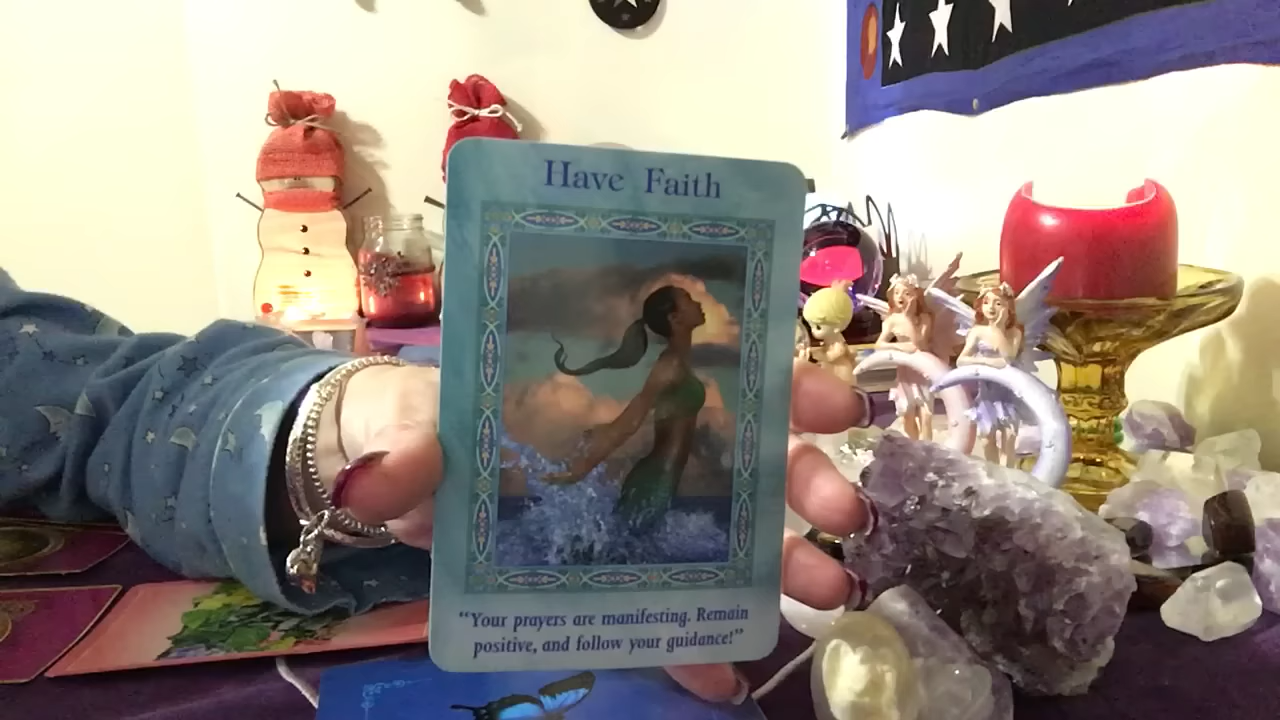 Have Faith
“Your prayers are manifesting. Remain
positive, and follow your guidance!”